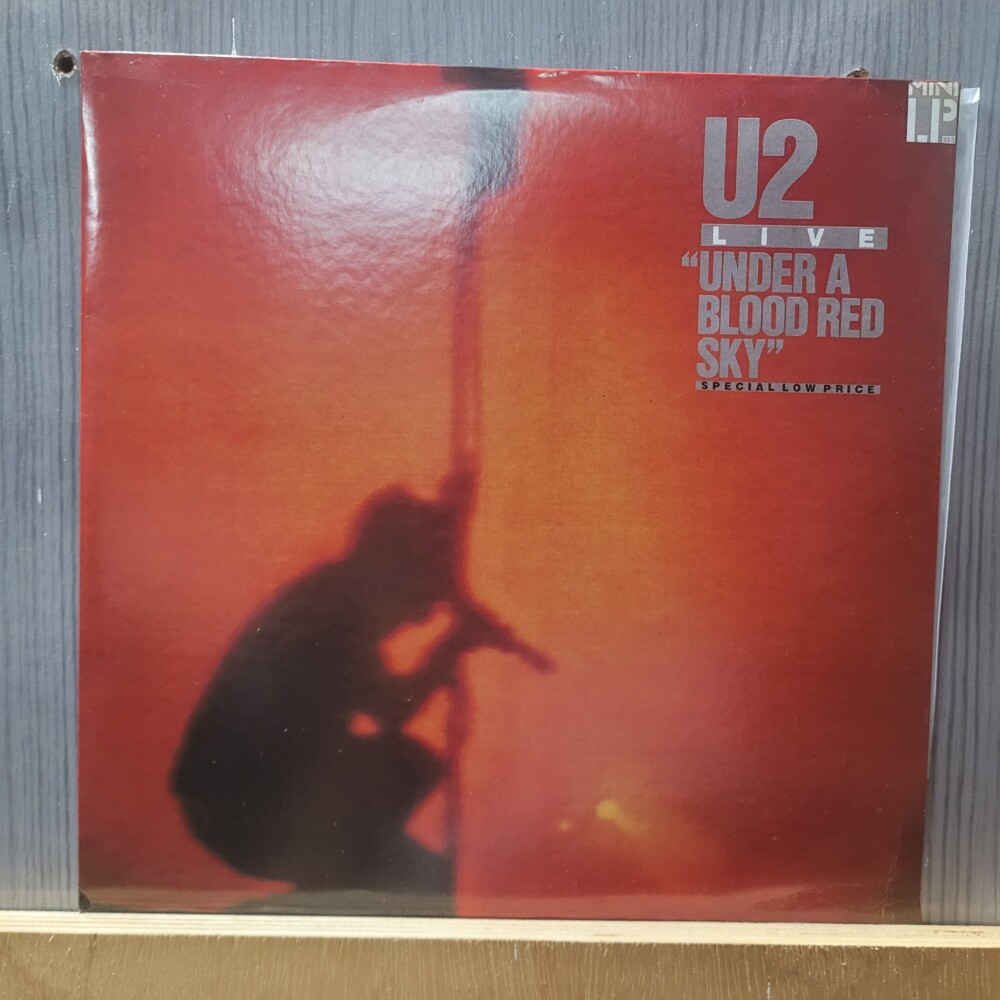 MINI
LP
U2
LIVE
“UNDER A
BLOOD RED
SKY”
SPECIAL LOW PRICE